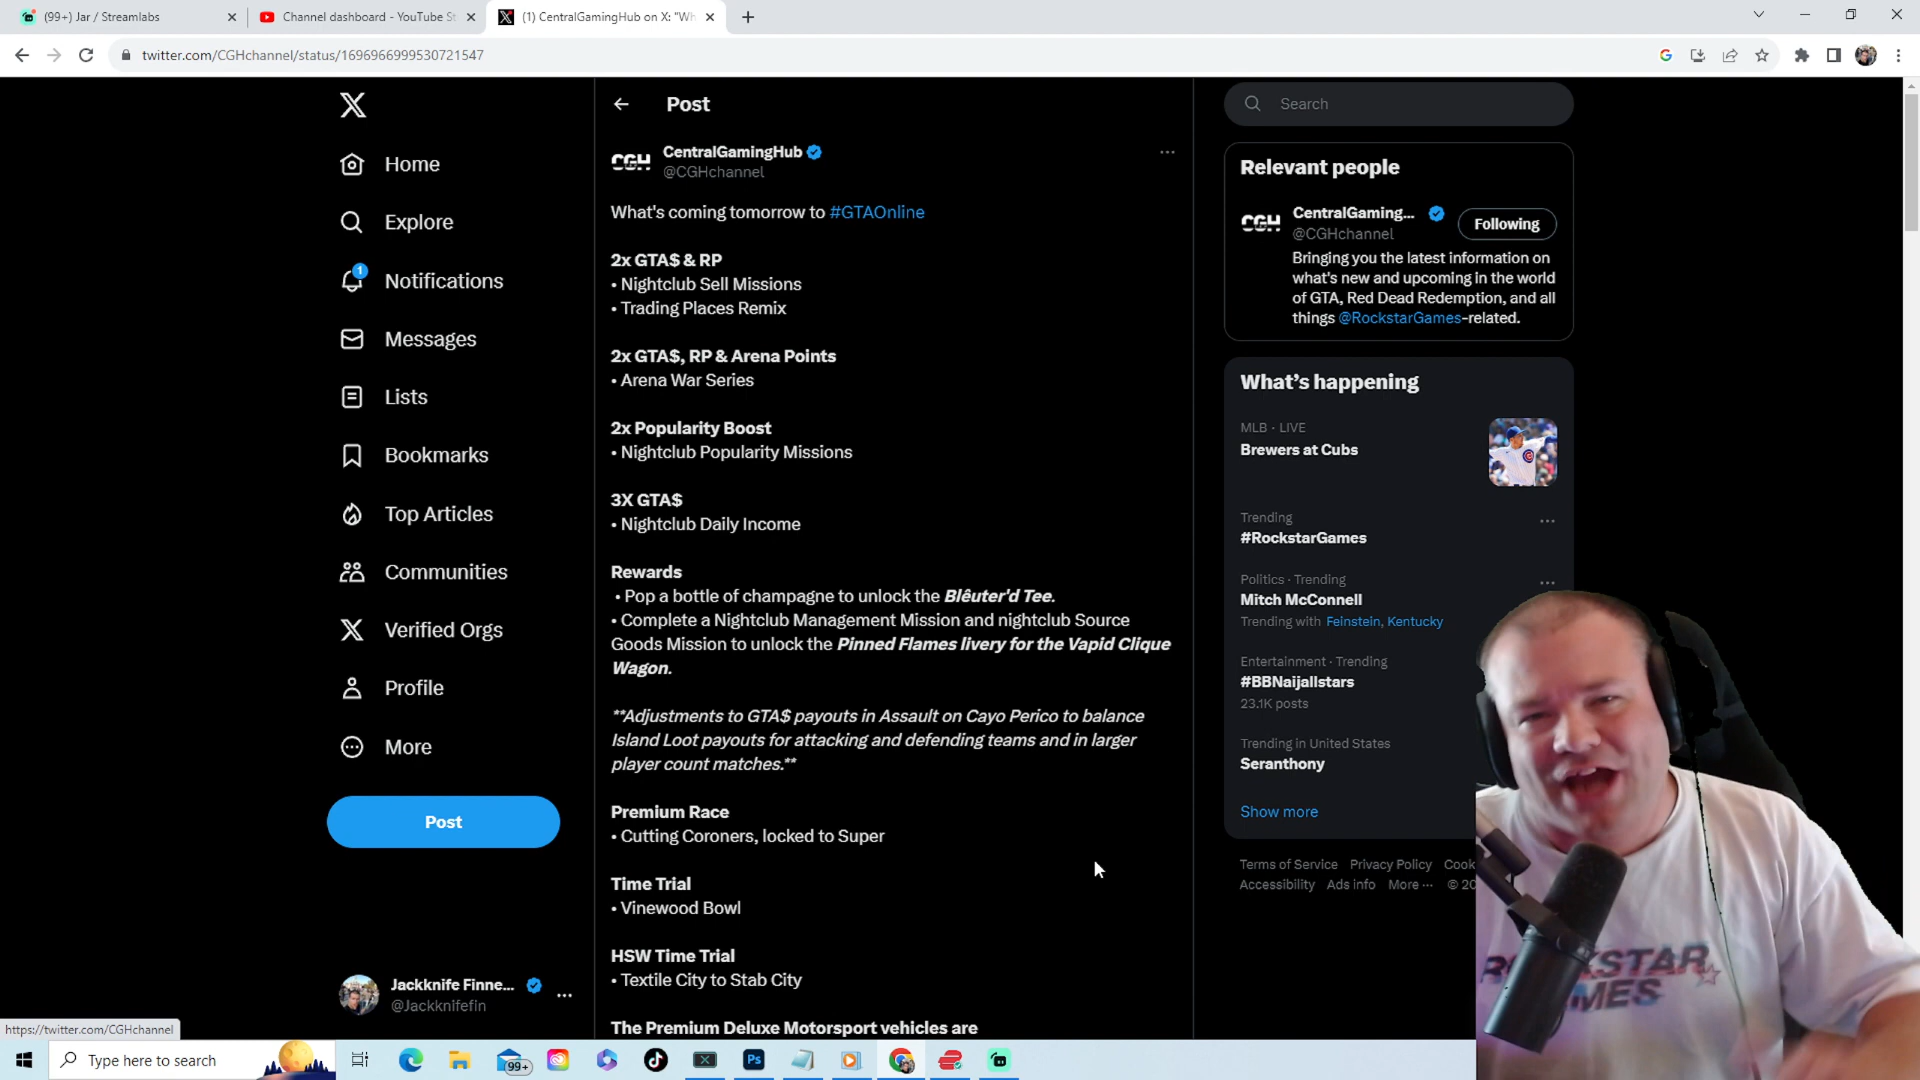 (99+) Jar / Streamlabs
Channel dashboard - YouTube St
(1) CentralGamingHub on X: "Wh
twitter.com/CGHchannel/status/1696966999530721547
Home
Explore
1
Notifications
Messages
Lists
Bookmarks
Top Articles
Communities
Verified Orgs
Profile
More
Post
Jackknife Finne...
@Jackknifefin
https://twitter.com/CGHchannel
Post
CGH
CentralGamingHub
@CGHchannel
What's coming tomorrow to #GTAOnline
2x GTA$ & RP
• Nightclub Sell Missions
• Trading Places Remix
2x GTA$, RP & Arena Points
• Arena War Series
2x Popularity Boost
• Nightclub Popularity Missions
3X GTA$
• Nightclub Daily Income
Rewards
• Pop a bottle of champagne to unlock the Blêuter'd Tee.
• Complete a Nightclub Management Mission and nightclub Source
Goods Mission to unlock the Pinned Flames livery for the Vapid Clique
Wagon.
**Adjustments to GTA$ payouts in Assault on Cayo Perico to balance
Island Loot payouts for attacking and defending teams and in larger
player count matches.**
Premium Race
• Cutting Coroners, locked to Super
Time Trial
• Vinewood Bowl
HSW Time Trial
• Textile City to Stab City
The Premium Deluxe Motorsport vehicles are
Search
Relevant people
CGH
CentralGaming...
@CGHchannel
Following
Bringing you the latest information on
what's new and upcoming in the world
of GTA, Red Dead Redemption, and all
things @RockstarGames-related.
What's happening
MLB · LIVE
Brewers at Cubs
Trending
#RockstarGames
Politics · Trending
Mitch McConnell
Trending with Feinstein, Kentucky
Entertainment · Trending
#BBNaijallstars
23.1K posts
Trending in United States
Seranthony
Show more
Terms of Service Privacy Policy Cook
Accessibility Ads info More ··· © 20
Type here to search
99+
Ps